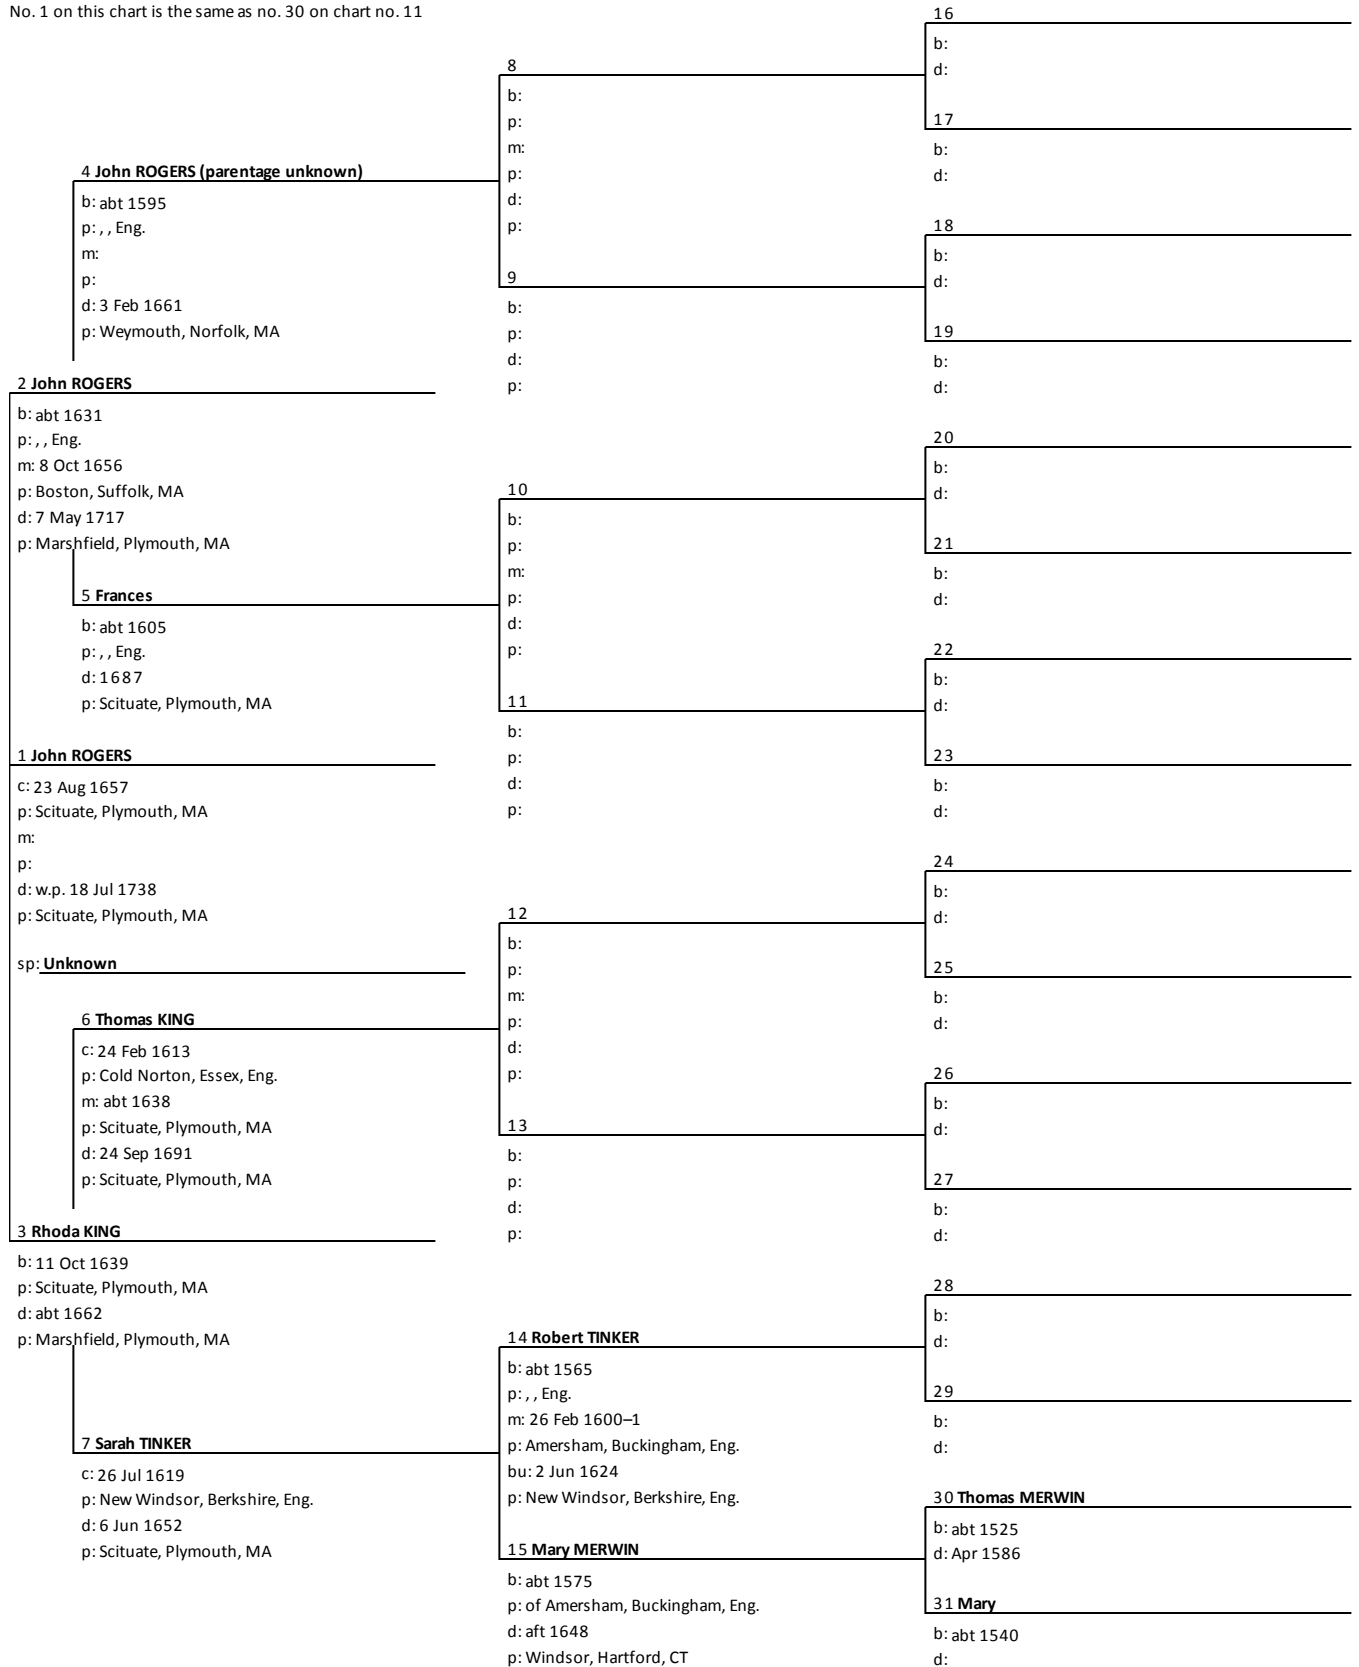 No. 1 on this chart is the same as no. 30 on chart no. 11
4 John ROGERS (parentage unknown)
b: abt 1595
p: , , Eng.
m:
p:
d: 3 Feb 1661
p: Weymouth, Norfolk, MA
2 John ROGERS
b: abt 1631
p: , , Eng.
m: 8 Oct 1656
p: Boston, Suffolk, MA
d: 7 May 1717
p: Marshfield, Plymouth, MA
5 Frances
b: abt 1605
p: , , Eng.
d: 1687
p: Scituate, Plymouth, MA
1 John ROGERS
c: 23 Aug 1657
p: Scituate, Plymouth, MA
m:
p:
d: w.p. 18 Jul 1738
p: Scituate, Plymouth, MA
sp: Unknown
6 Thomas KING
c: 24 Feb 1613
p: Cold Norton, Essex, Eng.
m: abt 1638
p: Scituate, Plymouth, MA
d: 24 Sep 1691
p: Scituate, Plymouth, MA
3 Rhoda KING
b: 11 Oct 1639
p: Scituate, Plymouth, MA
d: abt 1662
p: Marshfield, Plymouth, MA
7 Sarah TINKER
c: 26 Jul 1619
p: New Windsor, Berkshire, Eng.
d: 6 Jun 1652
p: Scituate, Plymouth, MA
8
b:
p:
m:
p:
d:
p:
9
b:
p:
d:
p:
10
b:
p:
m:
p:
d:
p:
11
b:
p:
d:
p:
12
b:
p:
m:
p:
d:
p:
13
b:
p:
d:
p:
14 Robert TINKER
b: abt 1565
p: , , Eng.
m: 26 Feb 1600–1
p: Amersham, Buckingham, Eng.
bu: 2 Jun 1624
p: New Windsor, Berkshire, Eng.
15 Mary MERWIN
b: abt 1575
p: of Amersham, Buckingham, Eng.
d: aft 1648
p: Windsor, Hartford, CT
16
b:
d:
17
b:
d:
18
b:
d:
19
b:
d:
20
b:
d:
21
b:
d:
22
b:
d:
23
b:
d:
24
b:
d:
25
b:
d:
26
b:
d:
27
b:
d:
28
b:
d:
29
b:
d:
30 Thomas MERWIN
b: abt 1525
d: Apr 1586
31 Mary
b: abt 1540
d: